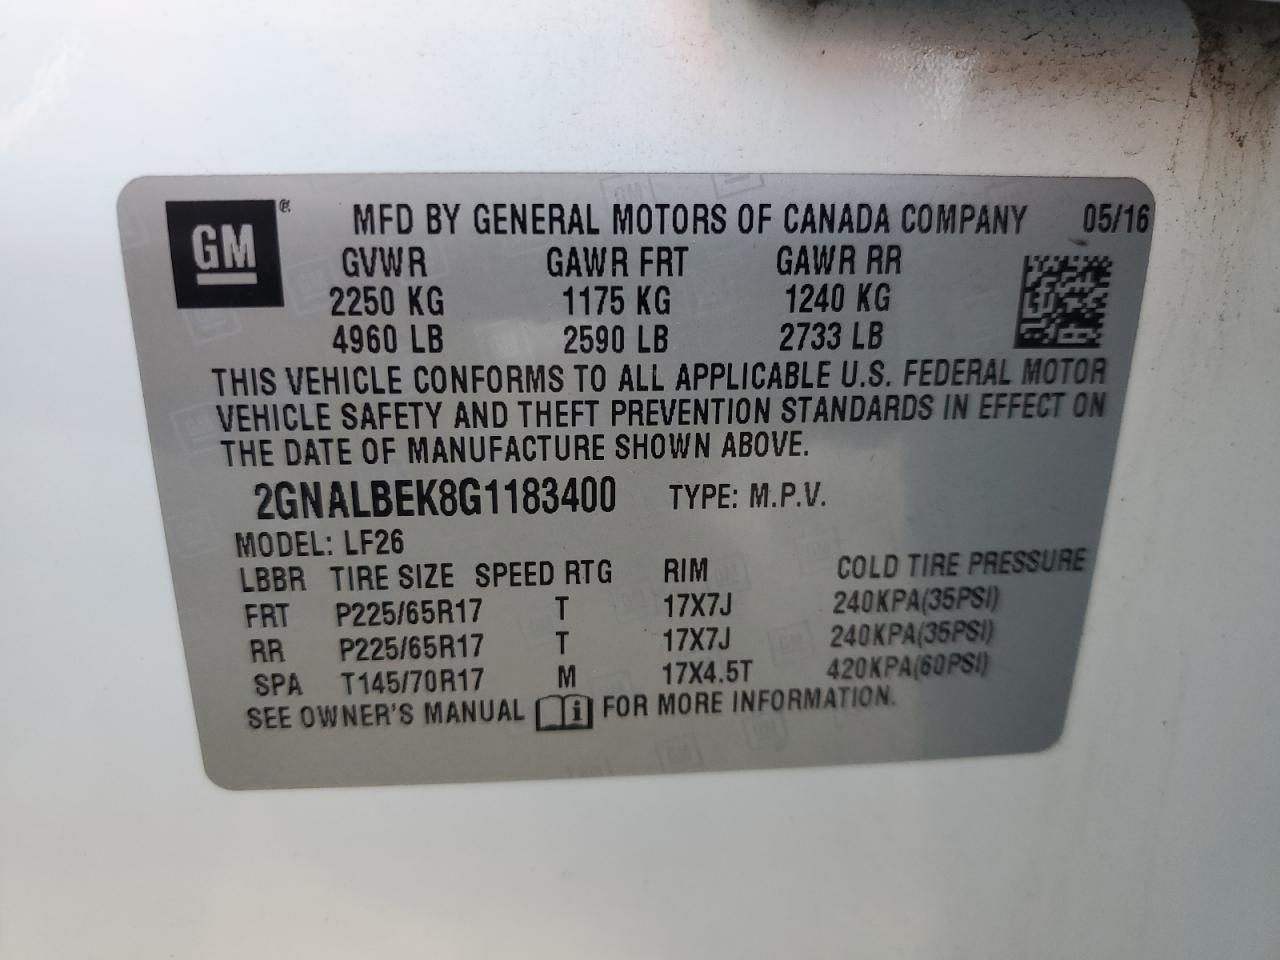 GM® MFD BY GENERAL MOTORS OF CANADA COMPANY 05/16
GVWR GAWR FRT GAWR RR
2250 KG 1175 KG 1240 KG
4960 LB 2590 LB 2733 LB
THIS VEHICLE CONFORMS TO ALL APPLICABLE U.S. FEDERAL MOTOR
VEHICLE SAFETY AND THEFT PREVENTION STANDARDS IN EFFECT ON
THE DATE OF MANUFACTURE SHOWN ABOVE.
2GNALBEK8G1183400 TYPE: M.P.V.
MODEL: LF26
LBBR TIRE SIZE SPEED RTG RIM COLD TIRE PRESSURE
FRT P225/65R17 T 17X7J 240KPA(35PSI)
RR P225/65R17 T 17X7J 240KPA(35PSI)
SPA T145/70R17 M 17X4.5T 420KPA(60PSI)
SEE OWNER'S MANUAL i FOR MORE INFORMATION.